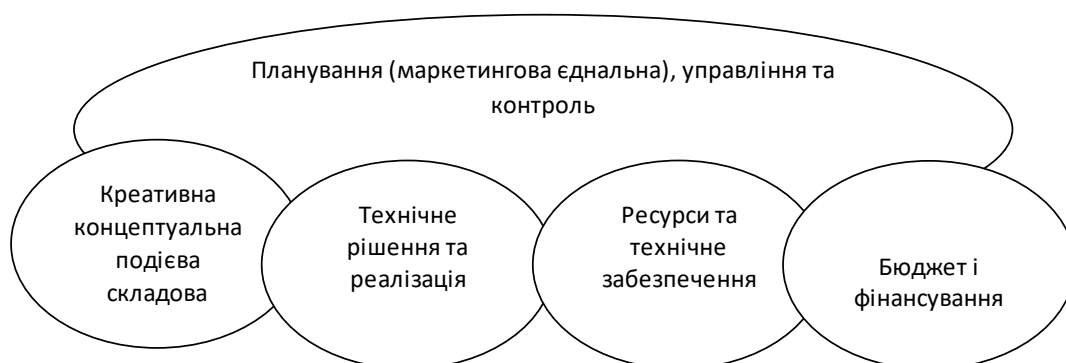 Планування (маркетингова єднальна), управління та
контроль
Креативна
концептуальна
подієва
складова
Технічне
рішення та
реалізація
Ресурси та
технічне
забезпечення
Бюджет і
фінансування